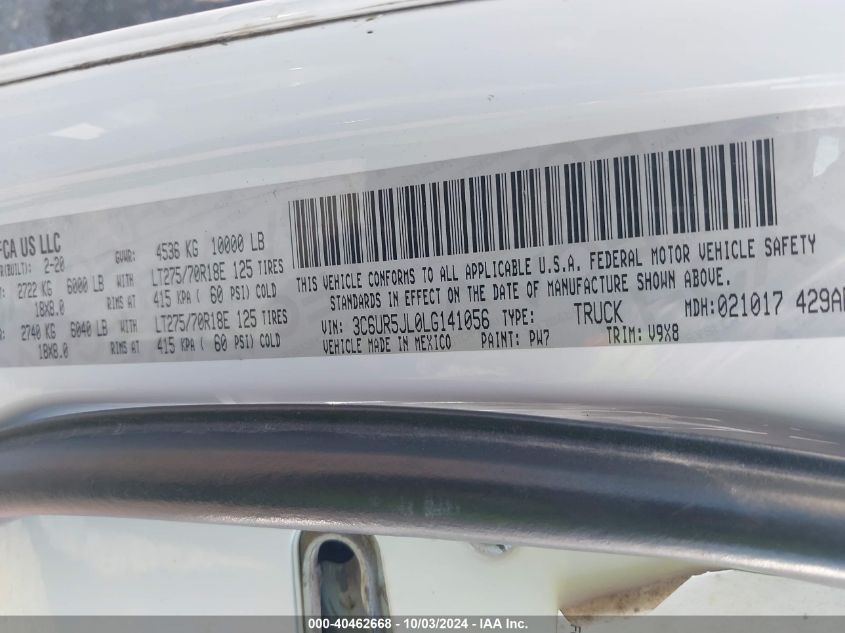 FCA US LLC
GVWR: 4536 KG 10000 LB
2-20
2722 KG 6000 LB WITH LT275/70R18E 125 TIRES
18X8.0 RIMS AT 415 KPA ( 60 PSI) COLD
2740 KG 6040 LB WITH LT275/70R18E 125 TIRES
18X8.0 RIMS AT 415 KPA ( 60 PSI) COLD
THIS VEHICLE CONFORMS TO ALL APPLICABLE U.S.A. FEDERAL MOTOR VEHICLE SAFETY
STANDARDS IN EFFECT ON THE DATE OF MANUFACTURE SHOWN ABOVE.
VIN: 3C6UR5JL0LG141056 TYPE: TRUCK MDH:021017 429
VEHICLE MADE IN MEXICO PAINT: PW7 TRIM: V9X8
000-40462668 - 10/03/2024 - IAA Inc.